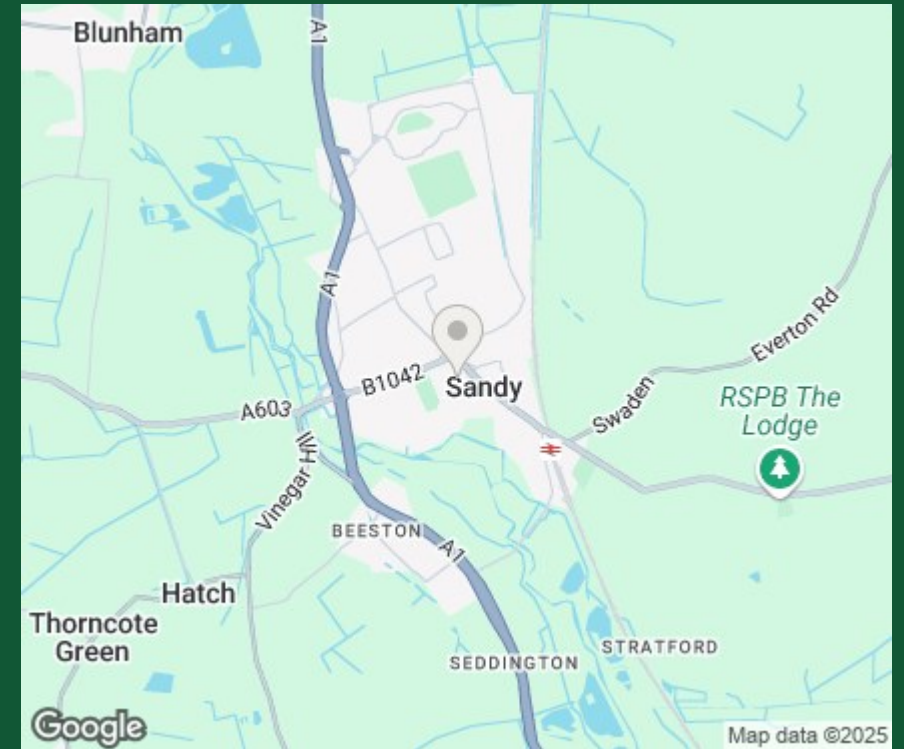 Blunham
A1
A1
Everton Rd
B1042
Sandy
A603
Swaden
RSPB The
Lodge
Vinegar Hill
BEESTON
A1
Hatch
Thorncote
Green
STRATFORD
SEDDINGTON
Google
Map data ©2025